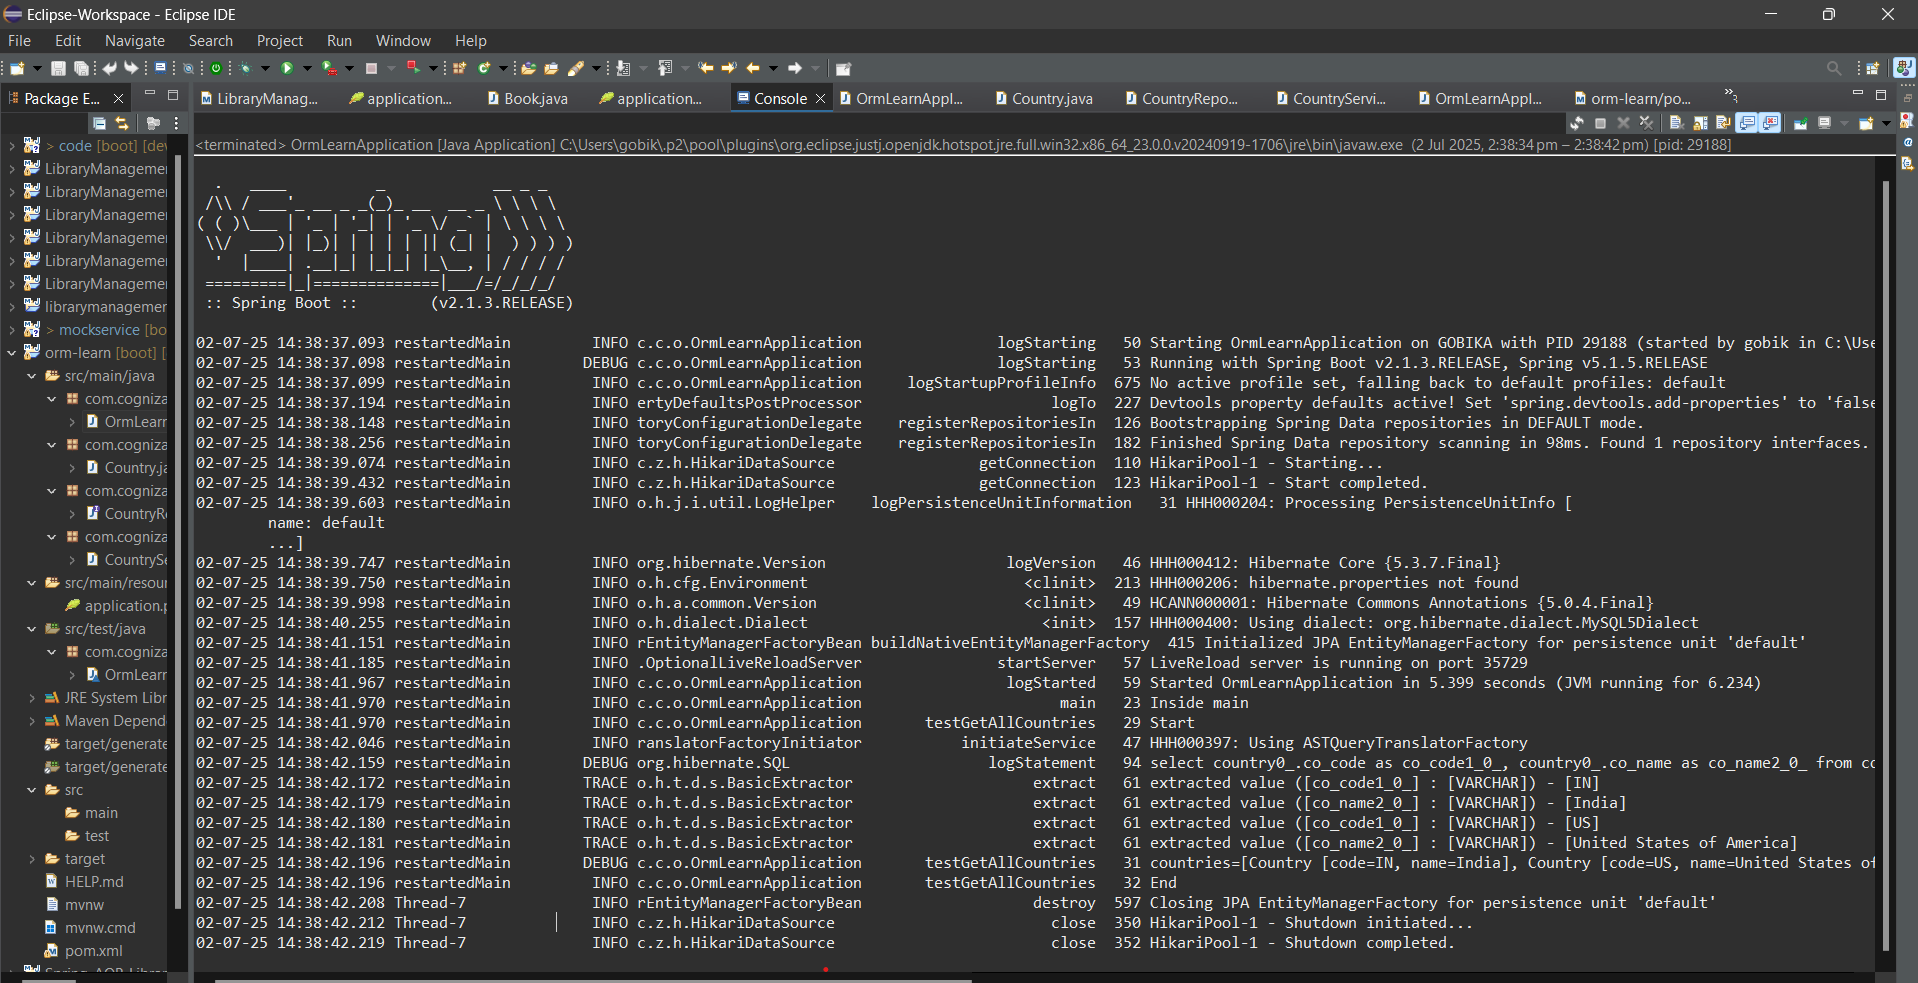 Eclipse-Workspace - Eclipse IDE
File Edit Navigate Search Project Run Window Help
Package E... LibraryManag... application... Book.java application... Console OrmLearnAppl... Country.java CountryRepo... CountryServi... OrmLearnAppl... orm-learn/po...
<terminated> OrmLearnApplication [Java Application] C:\Users\gobik\.p2\pool\plugins\org.eclipse.justj.openjdk.hotspot.jre.full.win32.x86_64_23.0.0.v20240919-1706\jre\bin\javaw.exe (2 Jul 2025, 2:38:34 pm – 2:38:42 pm) [pid: 29188]
> code [boot] [dev
LibraryManageme
LibraryManageme
LibraryManageme
LibraryManageme
LibraryManageme
LibraryManageme
librarymanagemer
> mockservice [bo
orm-learn [boot] [
src/main/java
com.cogniza
OrmLearn
com.cogniza
Country.ja
com.cogniza
CountryRe
com.cogniza
CountrySe
src/main/resour
application.p
src/test/java
com.cogniza
OrmLearn
JRE System Libr
Maven Depend
target/generate
target/generate
src
main
test
target
HELP.md
mvnw
mvnw.cmd
pom.xml
Spring
:: Spring Boot :: (v2.1.3.RELEASE)
02-07-25 14:38:37.093 restartedMain INFO c.c.o.OrmLearnApplication logStarting 50 Starting OrmLearnApplication on GOBIKA with PID 29188 (started by gobik in C:\Use
02-07-25 14:38:37.098 restartedMain DEBUG c.c.o.OrmLearnApplication logStarting 53 Running with Spring Boot v2.1.3.RELEASE, Spring v5.1.5.RELEASE
02-07-25 14:38:37.099 restartedMain INFO c.c.o.OrmLearnApplication logStartupProfileInfo 675 No active profile set, falling back to default profiles: default
02-07-25 14:38:37.194 restartedMain INFO ertyDefaultsPostProcessor logTo 227 Devtools property defaults active! Set 'spring.devtools.add-properties' to 'false
02-07-25 14:38:38.148 restartedMain INFO toryConfigurationDelegate registerRepositoriesIn 126 Bootstrapping Spring Data repositories in DEFAULT mode.
02-07-25 14:38:38.256 restartedMain INFO toryConfigurationDelegate registerRepositoriesIn 182 Finished Spring Data repository scanning in 98ms. Found 1 repository interfaces.
02-07-25 14:38:39.074 restartedMain INFO c.z.h.HikariDataSource getConnection 110 HikariPool-1 - Starting...
02-07-25 14:38:39.432 restartedMain INFO c.z.h.HikariDataSource getConnection 123 HikariPool-1 - Start completed.
02-07-25 14:38:39.603 restartedMain INFO o.h.j.i.util.LogHelper logPersistenceUnitInformation 31 HHH000204: Processing PersistenceUnitInfo [
name: default
...]
02-07-25 14:38:39.747 restartedMain INFO org.hibernate.Version logVersion 46 HHH000412: Hibernate Core {5.3.7.Final}
02-07-25 14:38:39.750 restartedMain INFO o.h.cfg.Environment <clinit> 213 HHH000206: hibernate.properties not found
02-07-25 14:38:39.998 restartedMain INFO o.h.a.common.Version <clinit> 49 HCANN000001: Hibernate Commons Annotations {5.0.4.Final}
02-07-25 14:38:40.255 restartedMain INFO o.h.dialect.Dialect <init> 157 HHH000400: Using dialect: org.hibernate.dialect.MySQL5Dialect
02-07-25 14:38:41.151 restartedMain INFO rEntityManagerFactoryBean buildNativeEntityManagerFactory 415 Initialized JPA EntityManagerFactory for persistence unit 'default'
02-07-25 14:38:41.185 restartedMain INFO .OptionalLiveReloadServer startServer 57 LiveReload server is running on port 35729
02-07-25 14:38:41.967 restartedMain INFO c.c.o.OrmLearnApplication logStarted 59 Started OrmLearnApplication in 5.399 seconds (JVM running for 6.234)
02-07-25 14:38:41.970 restartedMain INFO c.c.o.OrmLearnApplication main 23 Inside main
02-07-25 14:38:41.970 restartedMain INFO c.c.o.OrmLearnApplication testGetAllCountries 29 Start
02-07-25 14:38:42.046 restartedMain INFO ranslatorFactoryInitiator initiateService 47 HHH000397: Using ASTQueryTranslatorFactory
02-07-25 14:38:42.159 restartedMain DEBUG org.hibernate.SQL logStatement 94 select country0_.co_code as co_code1_0_, country0_.co_name as co_name2_0_ from co
02-07-25 14:38:42.172 restartedMain TRACE o.h.t.d.s.BasicExtractor extract 61 extracted value ([co_code1_0_] : [VARCHAR]) - [IN]
02-07-25 14:38:42.179 restartedMain TRACE o.h.t.d.s.BasicExtractor extract 61 extracted value ([co_name2_0_] : [VARCHAR]) - [India]
02-07-25 14:38:42.180 restartedMain TRACE o.h.t.d.s.BasicExtractor extract 61 extracted value ([co_code1_0_] : [VARCHAR]) - [US]
02-07-25 14:38:42.181 restartedMain TRACE o.h.t.d.s.BasicExtractor extract 61 extracted value ([co_name2_0_] : [VARCHAR]) - [United States of America]
02-07-25 14:38:42.196 restartedMain DEBUG c.c.o.OrmLearnApplication testGetAllCountries 31 countries=[Country [code=IN, name=India], Country [code=US, name=United States of
02-07-25 14:38:42.196 restartedMain INFO c.c.o.OrmLearnApplication testGetAllCountries 32 End
02-07-25 14:38:42.208 Thread-7 INFO rEntityManagerFactoryBean destroy 597 Closing JPA EntityManagerFactory for persistence unit 'default'
02-07-25 14:38:42.212 Thread-7 INFO c.z.h.HikariDataSource close 350 HikariPool-1 - Shutdown initiated...
02-07-25 14:38:42.219 Thread-7 INFO c.z.h.HikariDataSource close 352 HikariPool-1 - Shutdown completed.